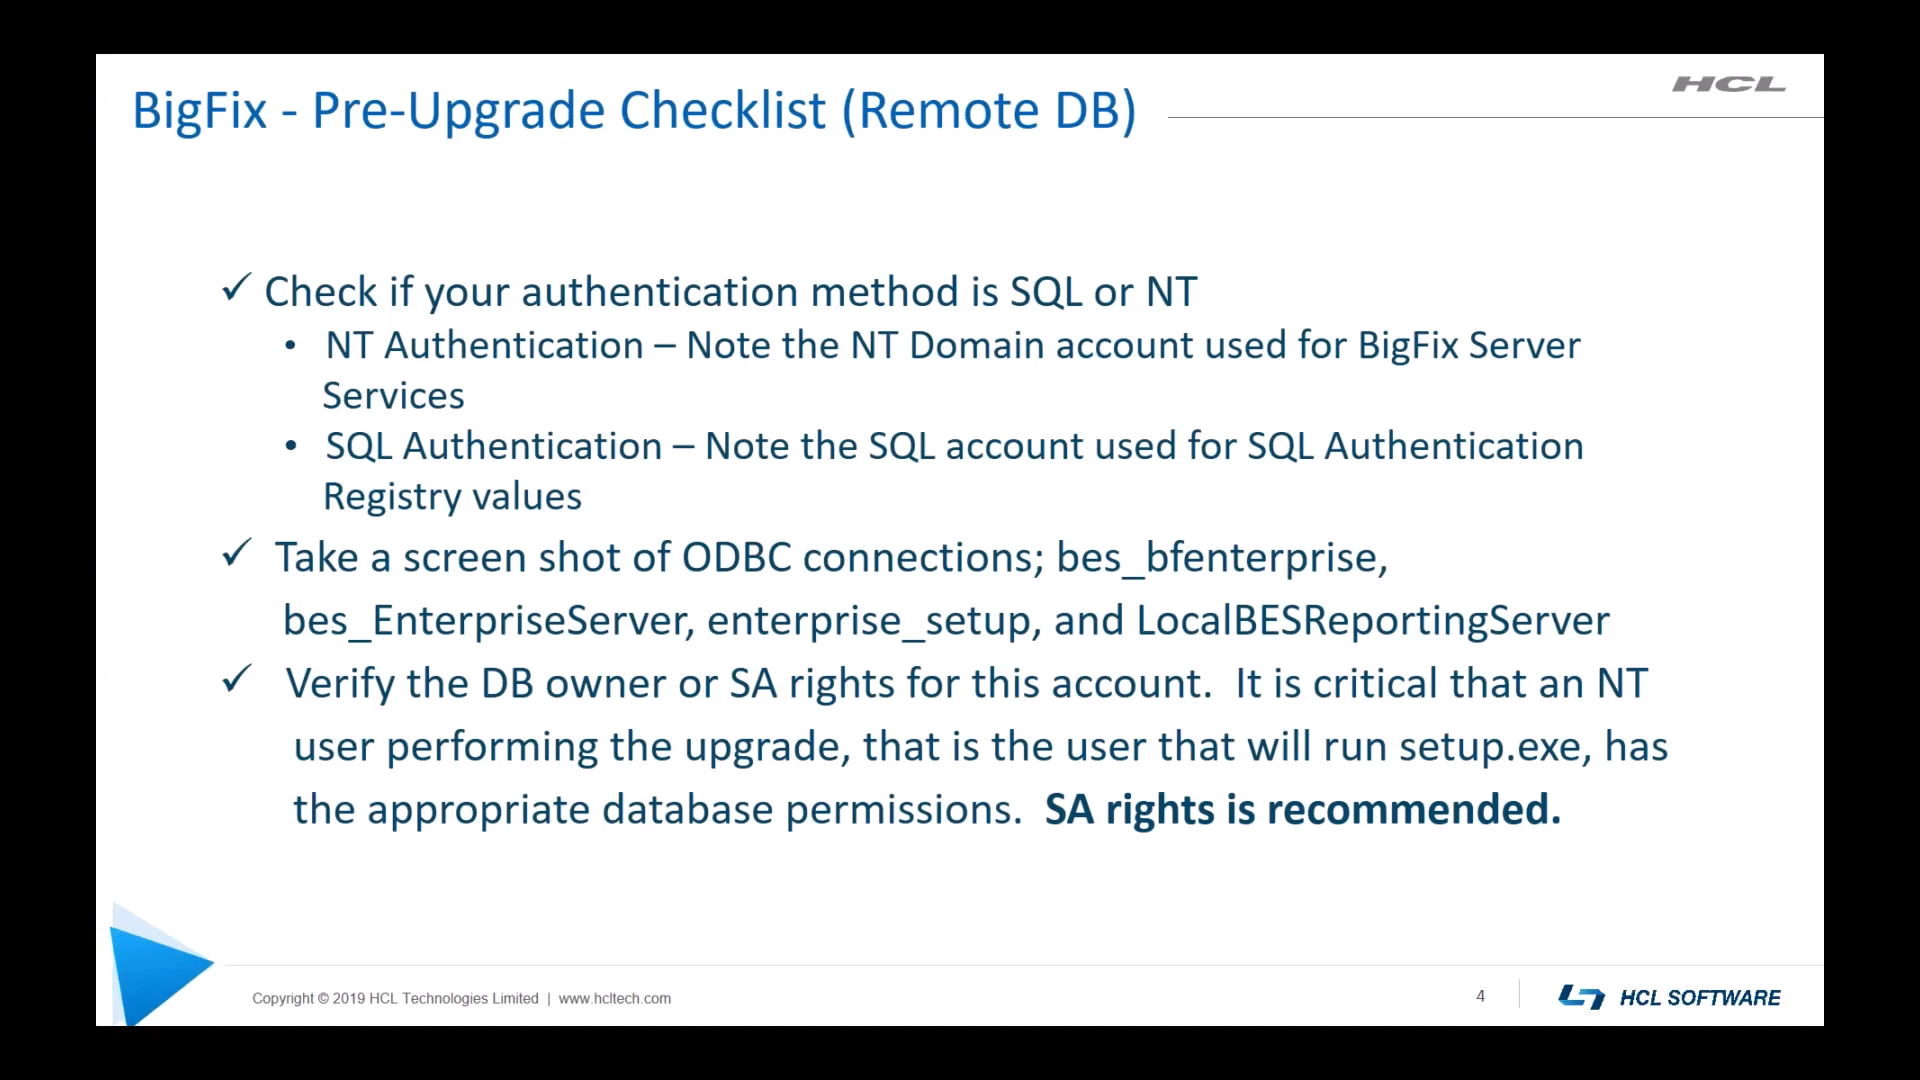 BigFix - Pre-Upgrade Checklist (Remote DB)
HCL
✓ Check if your authentication method is SQL or NT
• NT Authentication – Note the NT Domain account used for BigFix Server
Services
• SQL Authentication – Note the SQL account used for SQL Authentication
Registry values
✓ Take a screen shot of ODBC connections; bes_bfenterprise,
bes_EnterpriseServer, enterprise_setup, and LocalBESReportingServer
✓ Verify the DB owner or SA rights for this account. It is critical that an NT
user performing the upgrade, that is the user that will run setup.exe, has
the appropriate database permissions. SA rights is recommended.
Copyright © 2019 HCL Technologies Limited | www.hcltech.com
4
HCL SOFTWARE